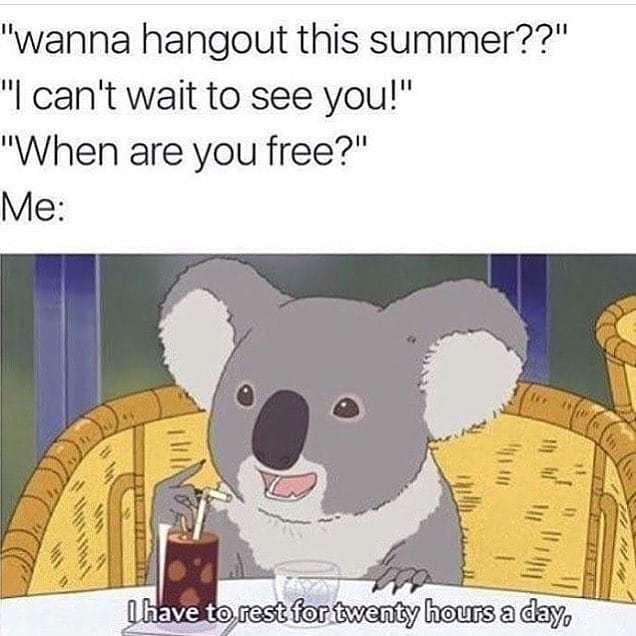 "wanna hangout this summer??"
"I can't wait to see you!"
"When are you free?"
Me:
I have to rest for twenty hours a day,